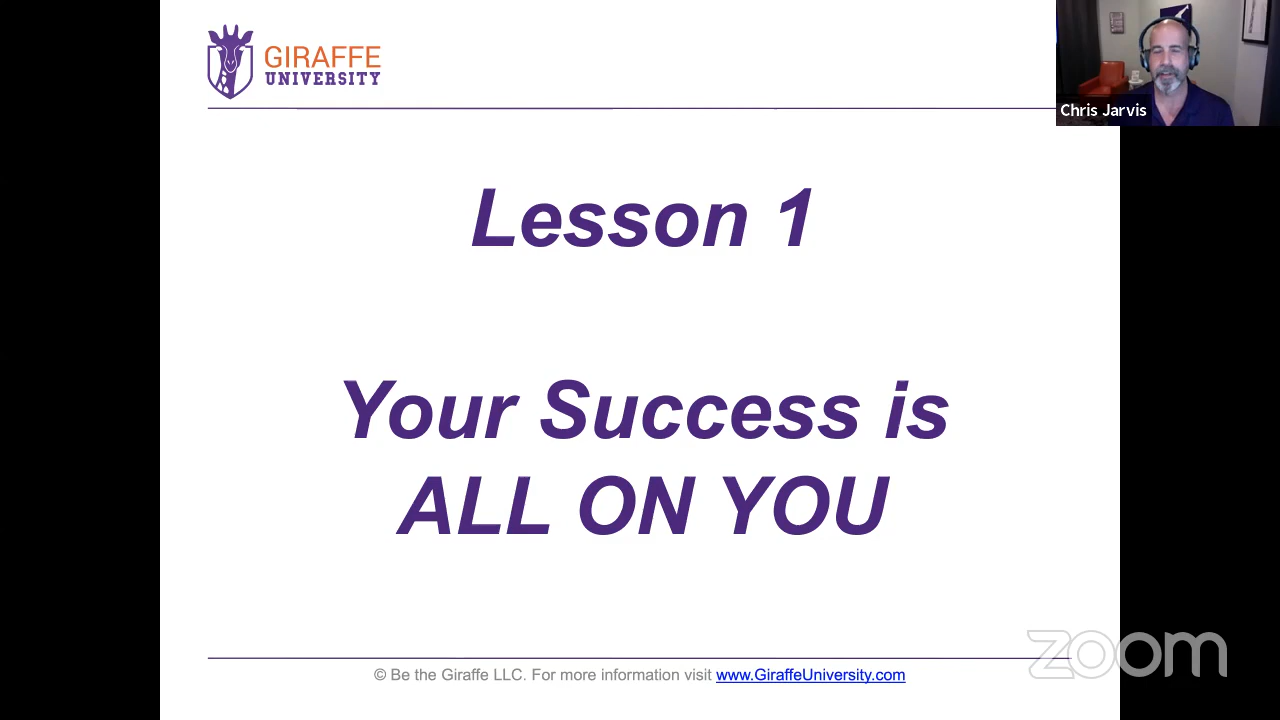 GIRAFFE
UNIVERSITY
Chris Jarvis
Lesson 1
Your Success is
ALL ON YOU
© Be the Giraffe LLC. For more information visit www.GiraffeUniversity.com
zoom